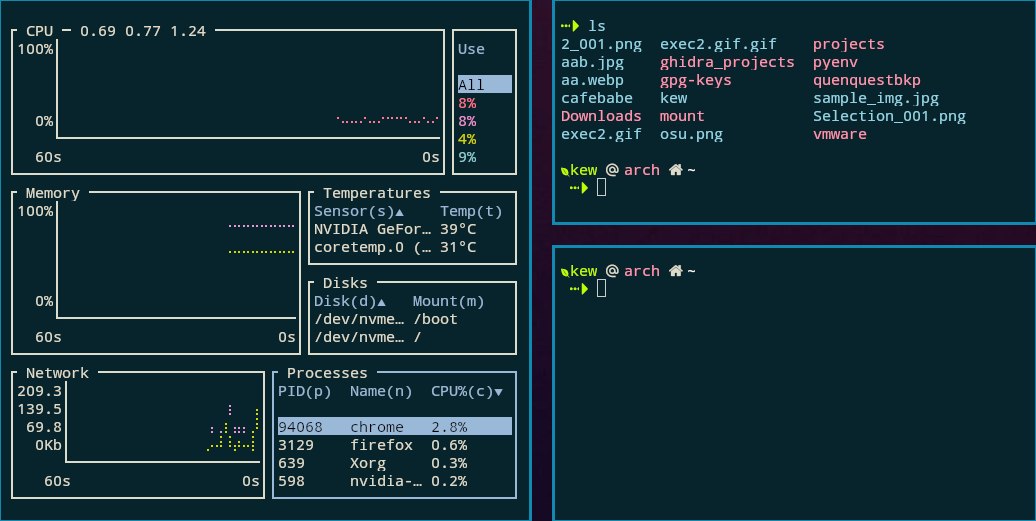 CPU — 0.69 0.77 1.24
100%
0%
60s 0s
Use
All
8%
8%
4%
9%
Memory
100%
0%
60s 0s
Temperatures
Sensor(s)▲ Temp(t)
NVIDIA GeFor… 39°C
coretemp.0 (… 31°C
Disks
Disk(d)▲ Mount(m)
/dev/nvme… /boot
/dev/nvme… /
Network
209.3
139.5
69.8
0Kb
60s 0s
Processes
PID(p) Name(n) CPU%(c)▼
94068 chrome 2.8%
3129 firefox 0.6%
639 Xorg 0.3%
598 nvidia-… 0.2%
ls
2_001.png exec2.gif.gif projects
aab.jpg ghidra_projects pyenv
aa.webp gpg-keys quenquestbkp
cafebabe kew sample_img.jpg
Downloads mount Selection_001.png
exec2.gif osu.png vmware
kew @ arch ~
kew @ arch ~